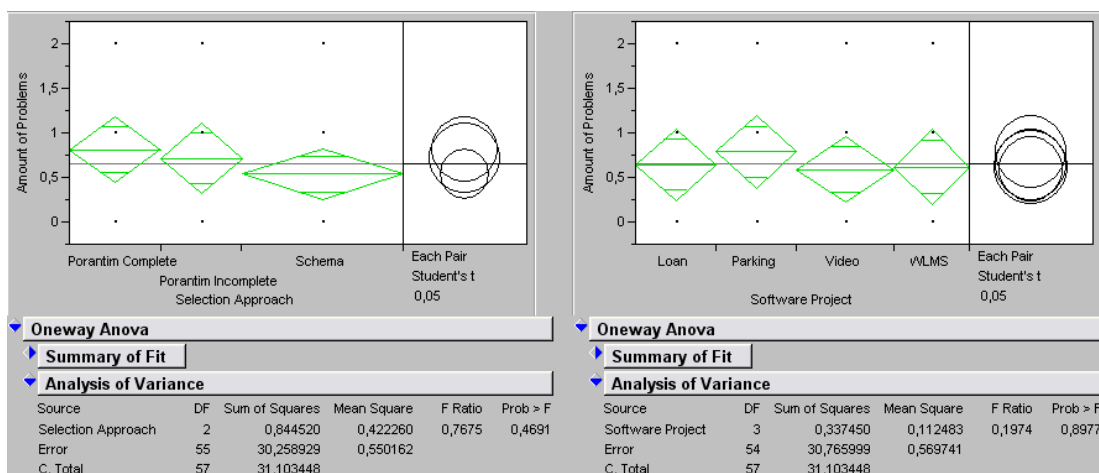 Amount of Problems
2
1,5
1
0,5
0
Porantim Complete
Schema
Porantim Incomplete
Selection Approach
Each Pair
Student's t
0,05
Oneway Anova
Summary of Fit
Analysis of Variance
Source DF Sum of Squares Mean Square F Ratio Prob > F
Selection Approach 2 0,844520 0,422260 0,7675 0,4691
Error 55 30,258929 0,550162
C. Total 57 31,103448
Amount of Problems
2
1,5
1
0,5
0
Loan
Parking
Video
WLMS
Software Project
Each Pair
Student's t
0,05
Oneway Anova
Summary of Fit
Analysis of Variance
Source DF Sum of Squares Mean Square F Ratio Prob > F
Software Project 3 0,337450 0,112483 0,1974 0,8977
Error 54 30,765999 0,569741
C. Total 57 31,103448